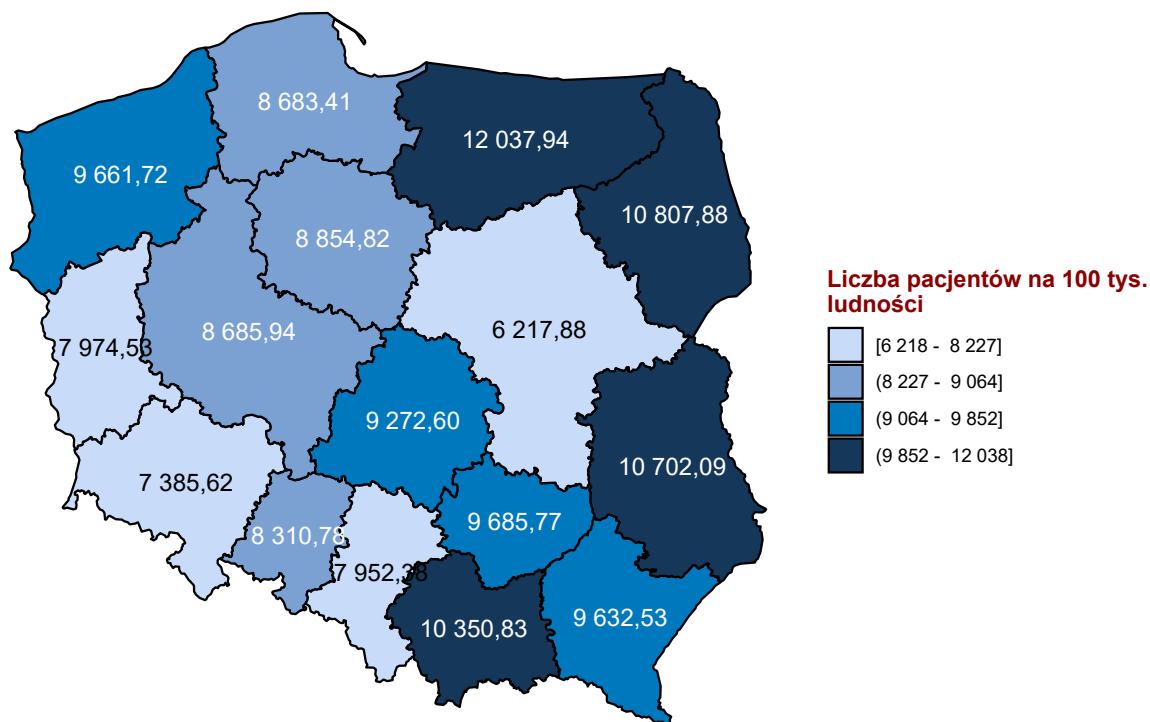 8 683,41
12 037,94
9 661,72
10 807,88
8 854,82
6 217,88
8 685,94
7 974,53
9 272,60
10 702,09
7 385,62
9 685,77
8 310,78
7 952,38
9 632,53
10 350,83
Liczba pacjentów na 100 tys.
ludności
[6 218 - 8 227]
(8 227 - 9 064]
(9 064 - 9 852]
(9 852 - 12 038]